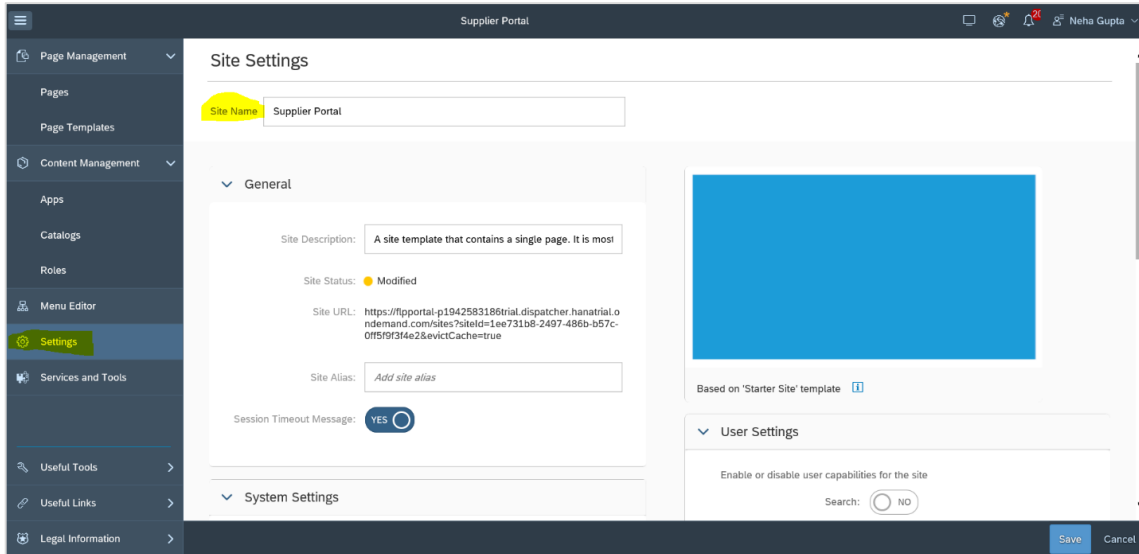 Supplier Portal
20
Neha Gupta
Page Management
Pages
Page Templates
Content Management
Apps
Catalogs
Roles
Menu Editor
Settings
Services and Tools
Useful Tools
Useful Links
Legal Information
Site Settings
Site Name
Supplier Portal
General
Site Description:
A site template that contains a single page. It is most
Site Status:
Modified
Site URL:
https://flpportal-p1942583186trial.dispatcher.hanatrial.o
ndemand.com/sites?siteId=1ee731b8-2497-486b-b57c-
0ff5f9f3f4e2&evictCache=true
Site Alias:
Add site alias
Session Timeout Message:
YES
System Settings
Based on 'Starter Site' template
User Settings
Enable or disable user capabilities for the site
Search:
NO
Save
Cancel